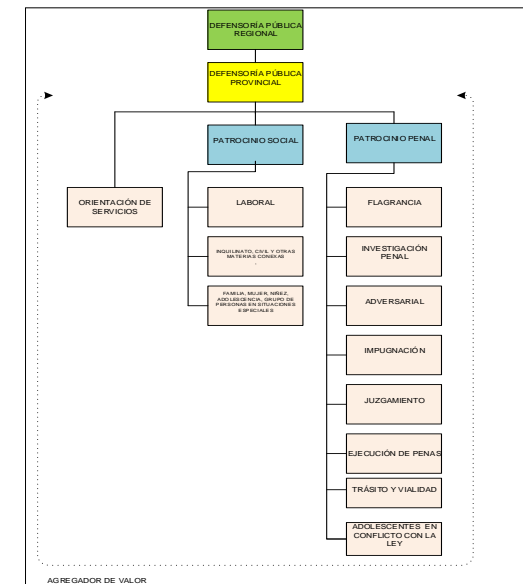 DEFENSORÍA PÚBLICA
REGIONAL
DEFENSORÍA PÚBLICA
PROVINCIAL
PATROCINIO SOCIAL
PATROCINIO PENAL
ORIENTACIÓN DE
SERVICIOS
LABORAL
INQUILINATO, CIVIL Y OTRAS
MATERIAS CONEXAS
.
FAMILIA, MUJER, NIÑEZ,
ADOLESCENCIA, GRUPO DE
PERSONAS EN SITUACIONES
ESPECIALES
FLAGRANCIA
INVESTIGACIÓN
PENAL
ADVERSARIAL
IMPUGNACIÓN
JUZGAMIENTO
EJECUCIÓN DE PENAS
TRÁSITO Y VIALIDAD
ADOLESCENTES EN
CONFLICTO CON LA
LEY
AGREGADOR DE VALOR